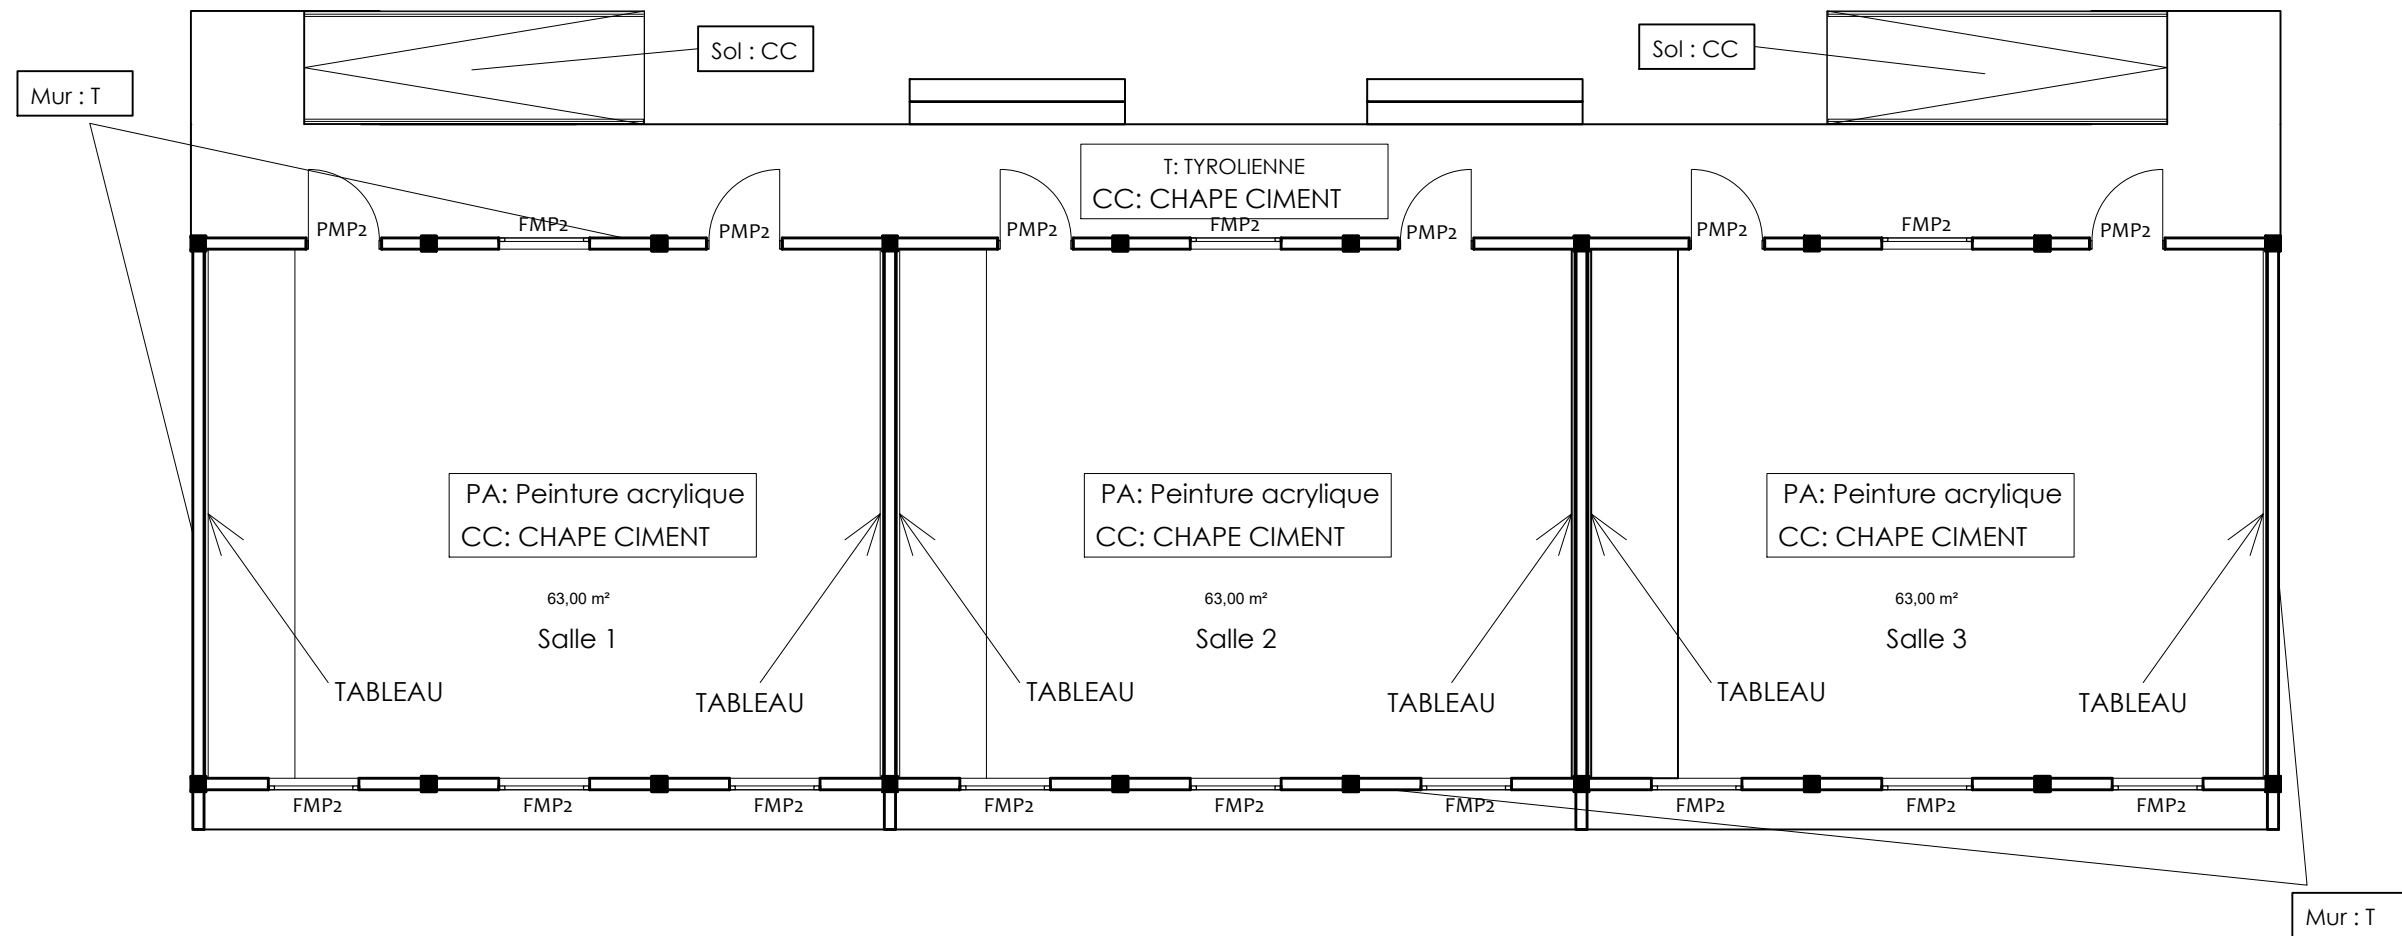 Sol : CC
Sol : CC
Mur : T
T: TYROLIENNE
CC: CHAPE CIMENT
PMP2
FMP2
PMP2
PMP2
FMP2
PMP2
PMP2
FMP2
PMP2
PA: Peinture acrylique
CC: CHAPE CIMENT
63,00 m²
Salle 1
PA: Peinture acrylique
CC: CHAPE CIMENT
63,00 m²
Salle 2
PA: Peinture acrylique
CC: CHAPE CIMENT
63,00 m²
Salle 3
TABLEAU
TABLEAU
TABLEAU
TABLEAU
TABLEAU
TABLEAU
FMP2
FMP2
FMP2
FMP2
FMP2
FMP2
FMP2
FMP2
FMP2
Mur : T